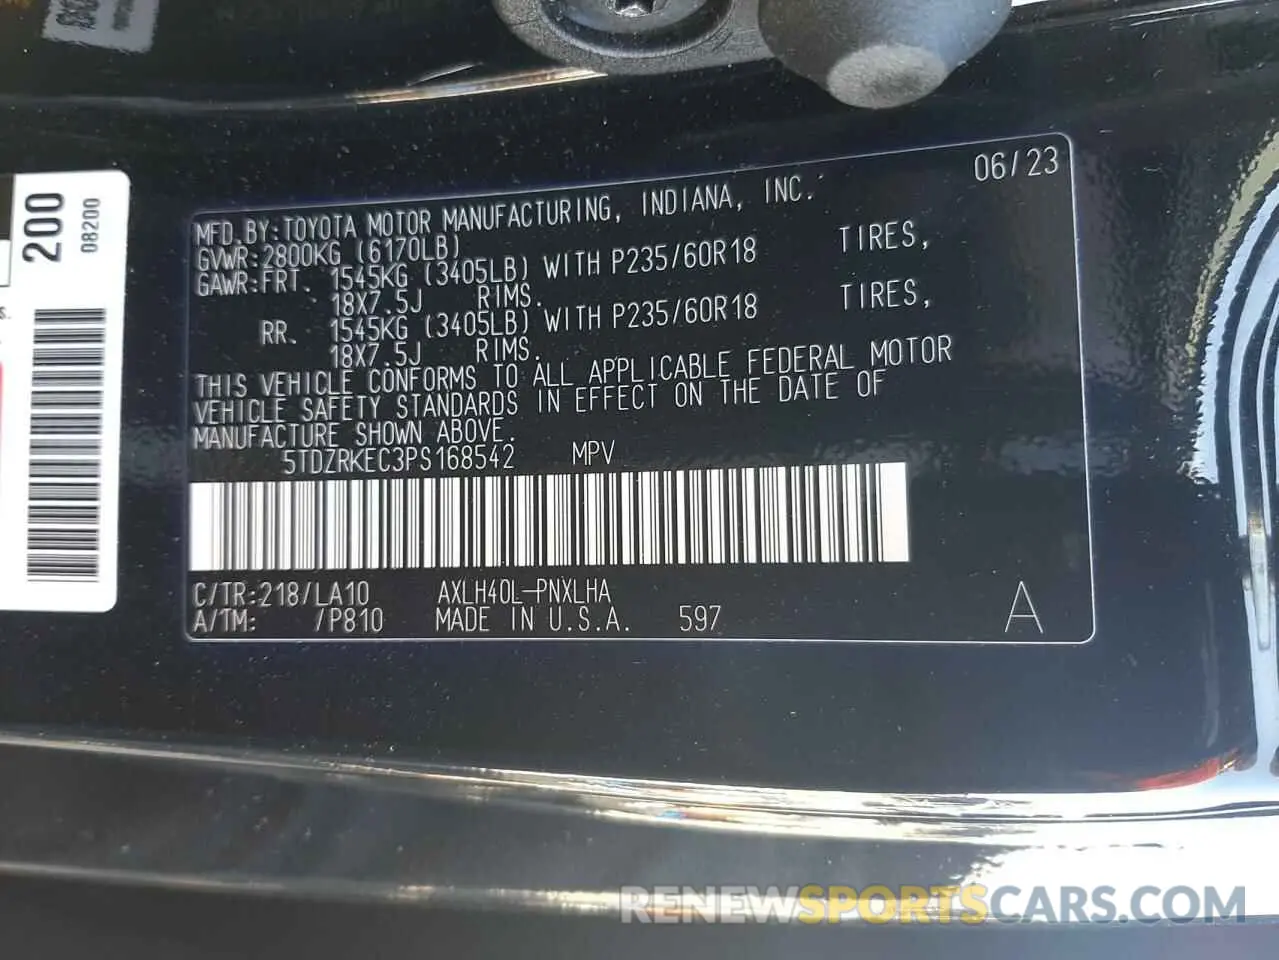 06/23
MFD.BY:TOYOTA MOTOR MANUFACTURING, INDIANA, INC.
GVWR:2800KG (6170LB)
GAWR:FRT. 1545KG (3405LB) WITH P235/60R18 TIRES,
18X7.5J RIMS.
RR. 1545KG (3405LB) WITH P235/60R18 TIRES,
18X7.5J RIMS.
THIS VEHICLE CONFORMS TO ALL APPLICABLE FEDERAL MOTOR
VEHICLE SAFETY STANDARDS IN EFFECT ON THE DATE OF
MANUFACTURE SHOWN ABOVE.
5TDZRKEC3PS168542 MPV
C/TR:218/LA10 AXLH40L-PNXLHA
A/TM: /P810 MADE IN U.S.A. 597 A
200
08200
s.
RENEWSPORTSCARS.COM